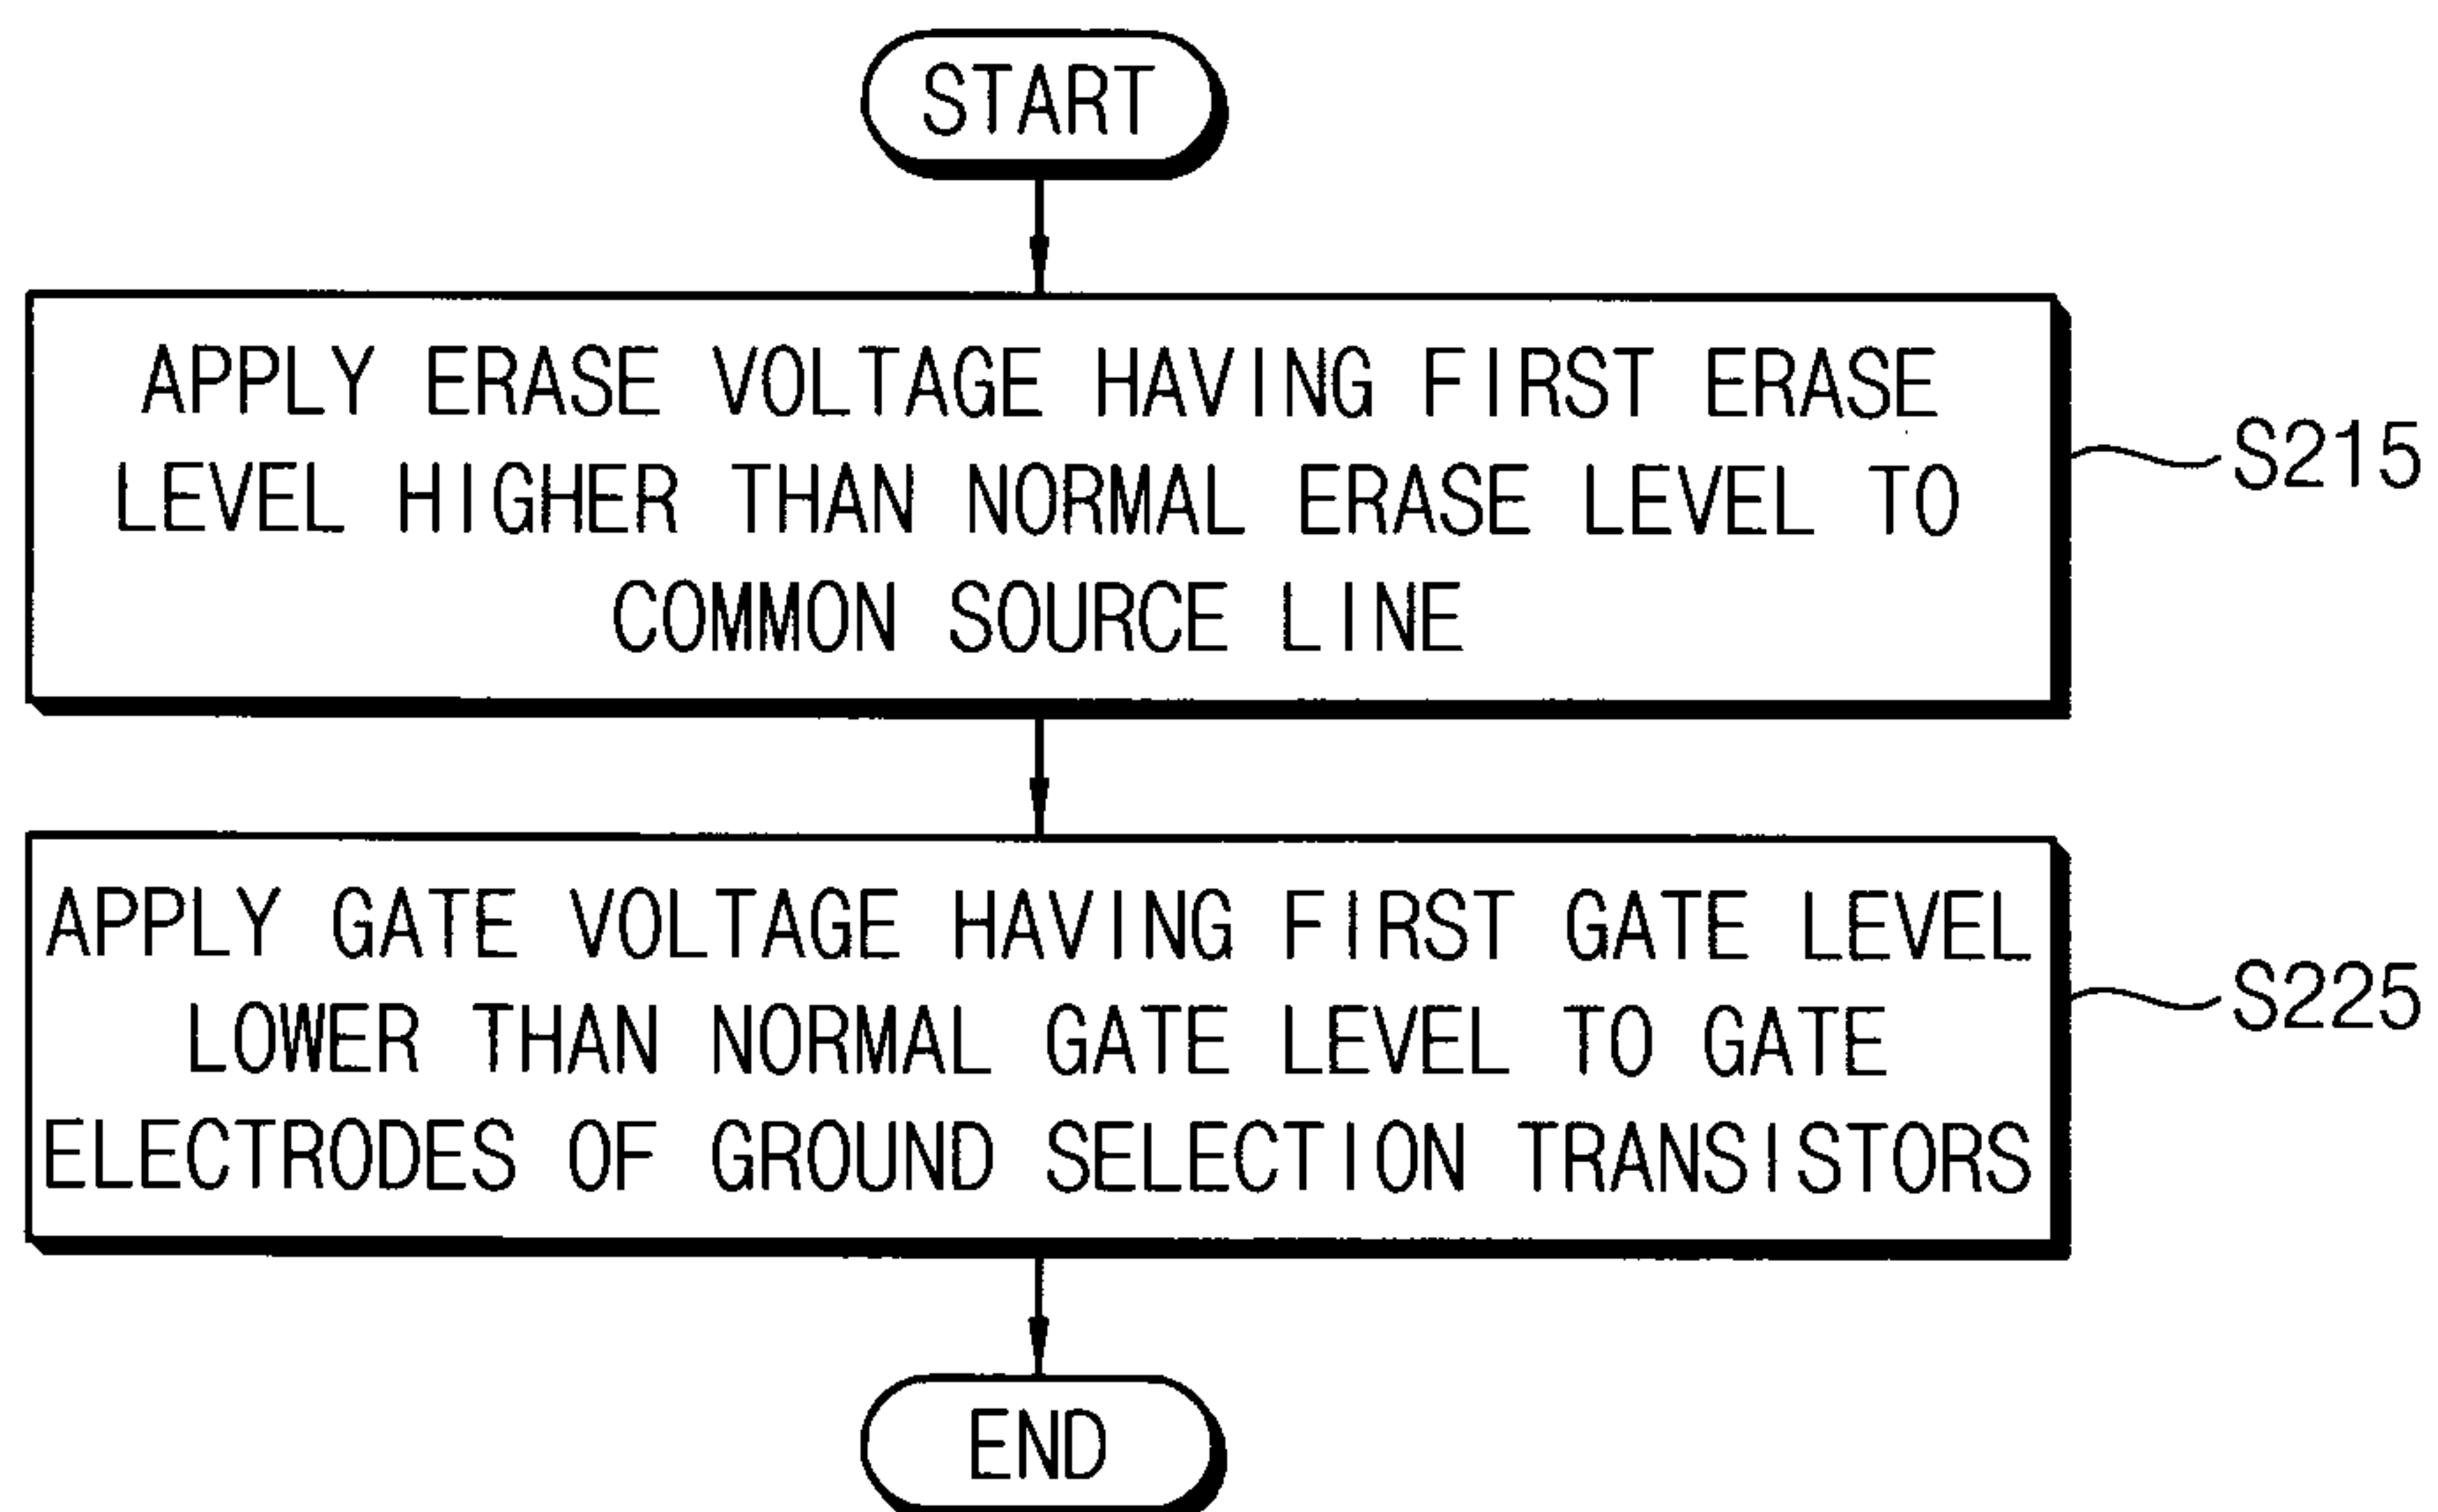 START
APPLY ERASE VOLTAGE HAVING FIRST ERASE
LEVEL HIGHER THAN NORMAL ERASE LEVEL TO
COMMON SOURCE LINE
S215
APPLY GATE VOLTAGE HAVING FIRST GATE LEVEL
LOWER THAN NORMAL GATE LEVEL TO GATE
ELECTRODES OF GROUND SELECTION TRANSISTORS
S225
END